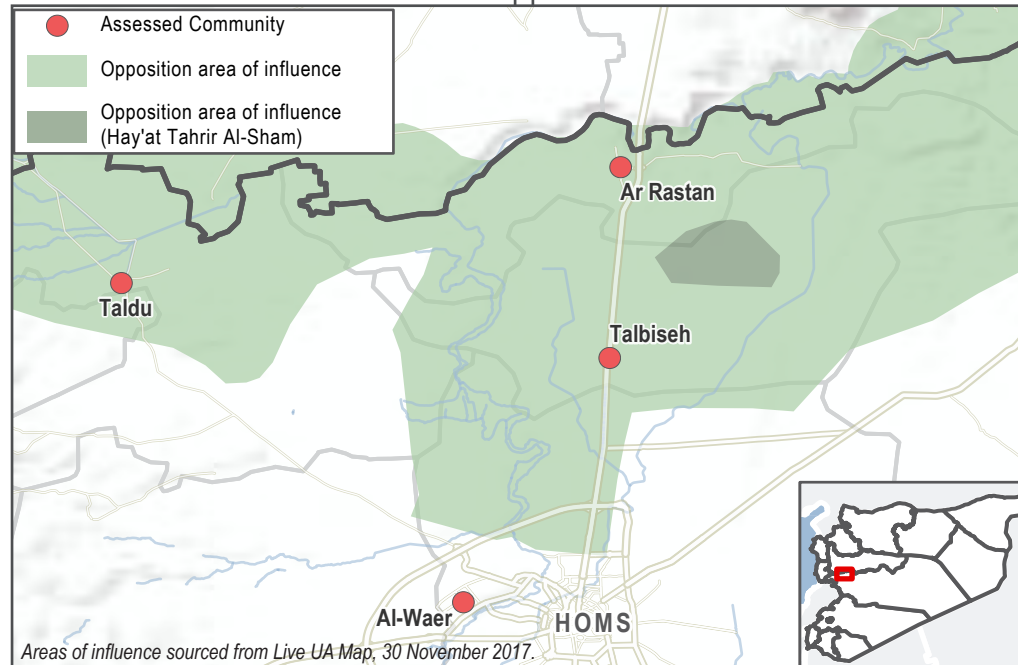 Assessed Community
Opposition area of influence
Opposition area of influence
(Hay'at Tahrir Al-Sham)
Ar Rastan
Taldu
Talbiseh
Al-Waer
HOMS
Areas of influence sourced from Live UA Map, 30 November 2017.